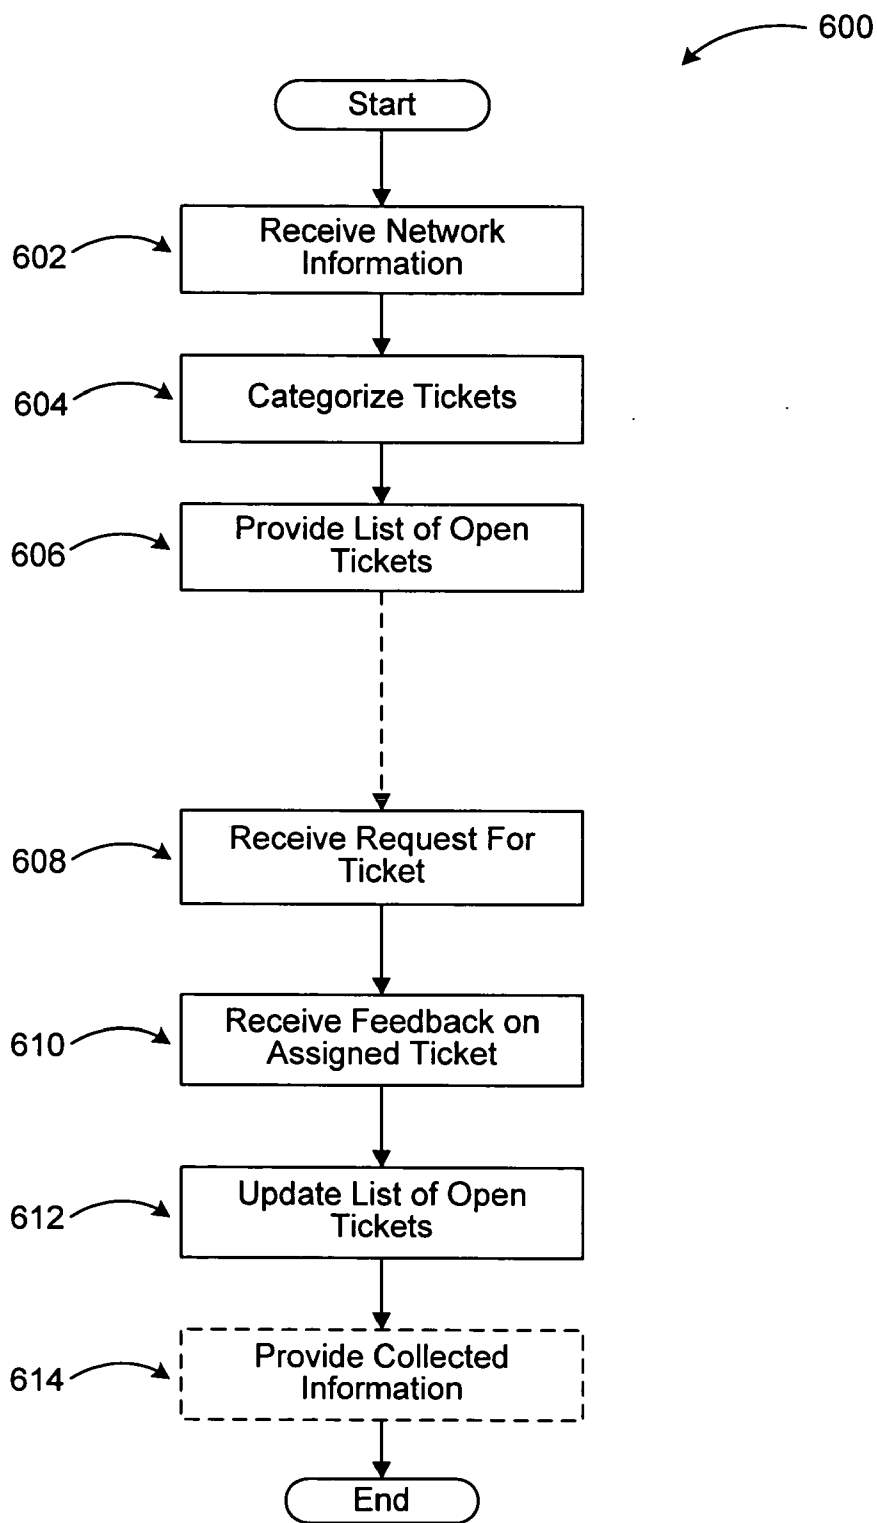 600
Start
602
Receive Network
Information
604
Categorize Tickets
606
Provide List of Open
Tickets
608
Receive Request For
Ticket
610
Receive Feedback on
Assigned Ticket
612
Update List of Open
Tickets
614
Provide Collected
Information
End